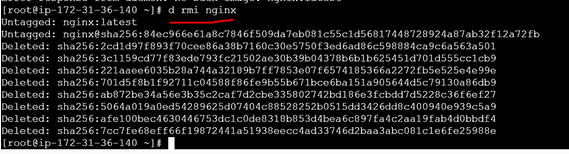 [root@ip-172-31-36-140 ~]# d rmi nginx
Untagged: nginx:latest
Untagged: nginx@sha256:84ec966e61a8c7846f509da7eb081c55c1d56817448728924a87ab32f12a72fb
Deleted: sha256:2cd1d97f893f70cee86a38b7160c30e5750f3ed6ad86c598884ca9c6a563a501
Deleted: sha256:3c1159cd77f83ede793fc21502ae30b39b04378b6b1b625451d701d555cc1cb9
Deleted: sha256:221aaee6035b28a744a32189b7ff7853e07f6574185366a2272fb5e525e4e99e
Deleted: sha256:701d5f8b1f92711c04588f86fe9b55b671bce6ba151a905644d5c79130a86db9
Deleted: sha256:ab872be34a56e3b35c2caf7d2cbe335802742bd186e3fcbdd7d5228c36f6ef27
Deleted: sha256:5064a019a0ed54289625d07404c88528252b0515dd3426dd8c400940e939c5a9
Deleted: sha256:afe100bec4630446753dc1c0de8318b853d4bea6c897fa4c2aa19fab4d0bbdf4
Deleted: sha256:7cc7fe68eff66f19872441a51938eecc4ad33746d2baa3abc081c1e6fe25988e
[root@ip-172-31-36-140 ~]#